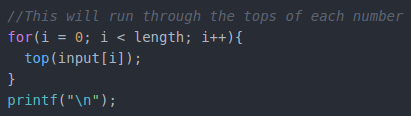 //This will run through the tops of each number
for(i = 0; i < length; i++){
  top(input[i]);
}
printf("\n");